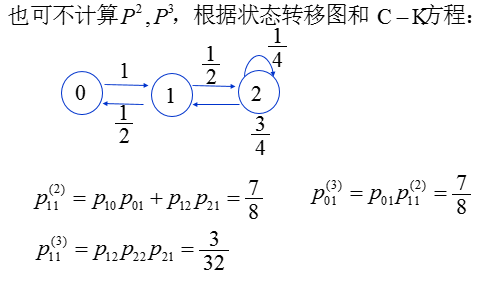 也可不计算P²,P³，根据状态转移图和 C–K方程：
1 1/2 1/4
0 1 2
1/2 3/4
p₁₁⁽²⁾ = p₁₀p₀₁ + p₁₂p₂₁ = 7/8 p₀₁⁽³⁾ = p₀₁p₁₁⁽²⁾ = 7/8
p₁₁⁽³⁾ = p₁₂p₂₂p₂₁ = 3/32